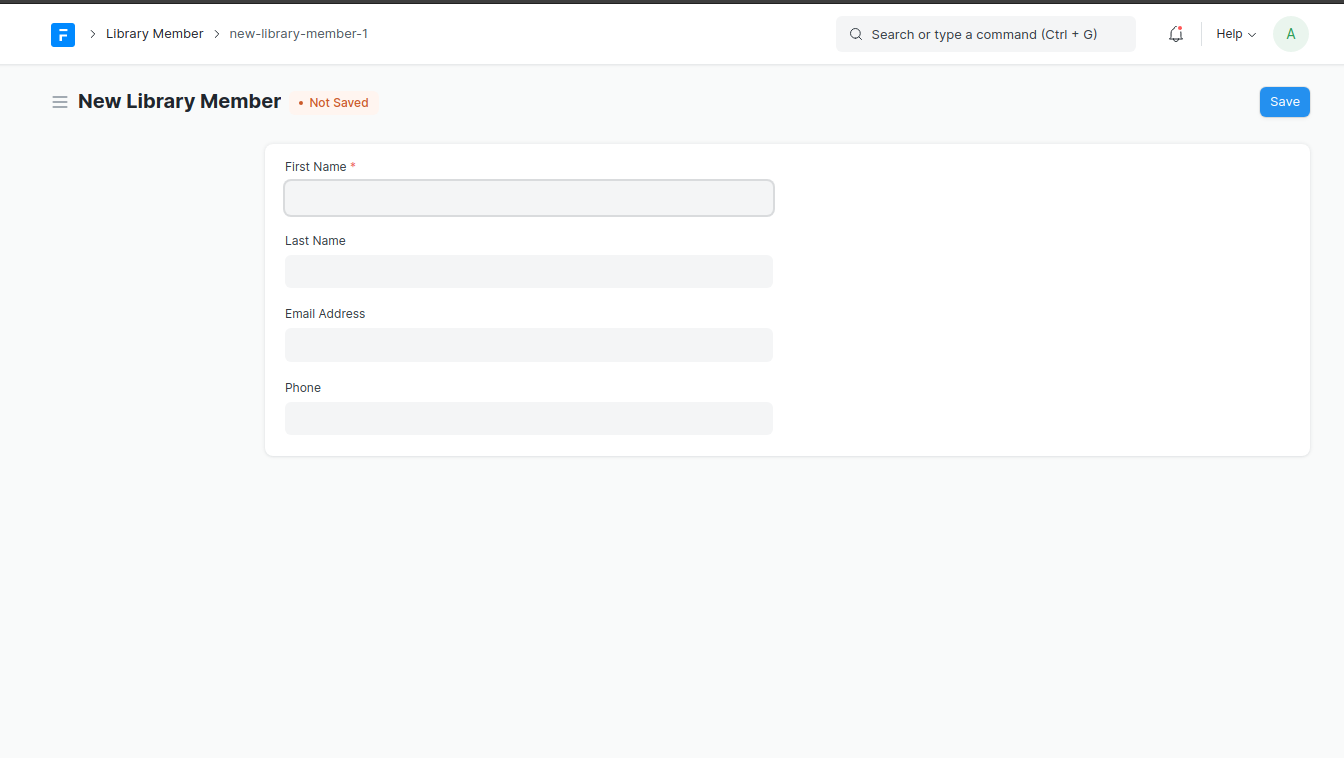 F > Library Member > new-library-member-1 Search or type a command (Ctrl + G) Help A
New Library Member • Not Saved Save
First Name *
Last Name
Email Address
Phone